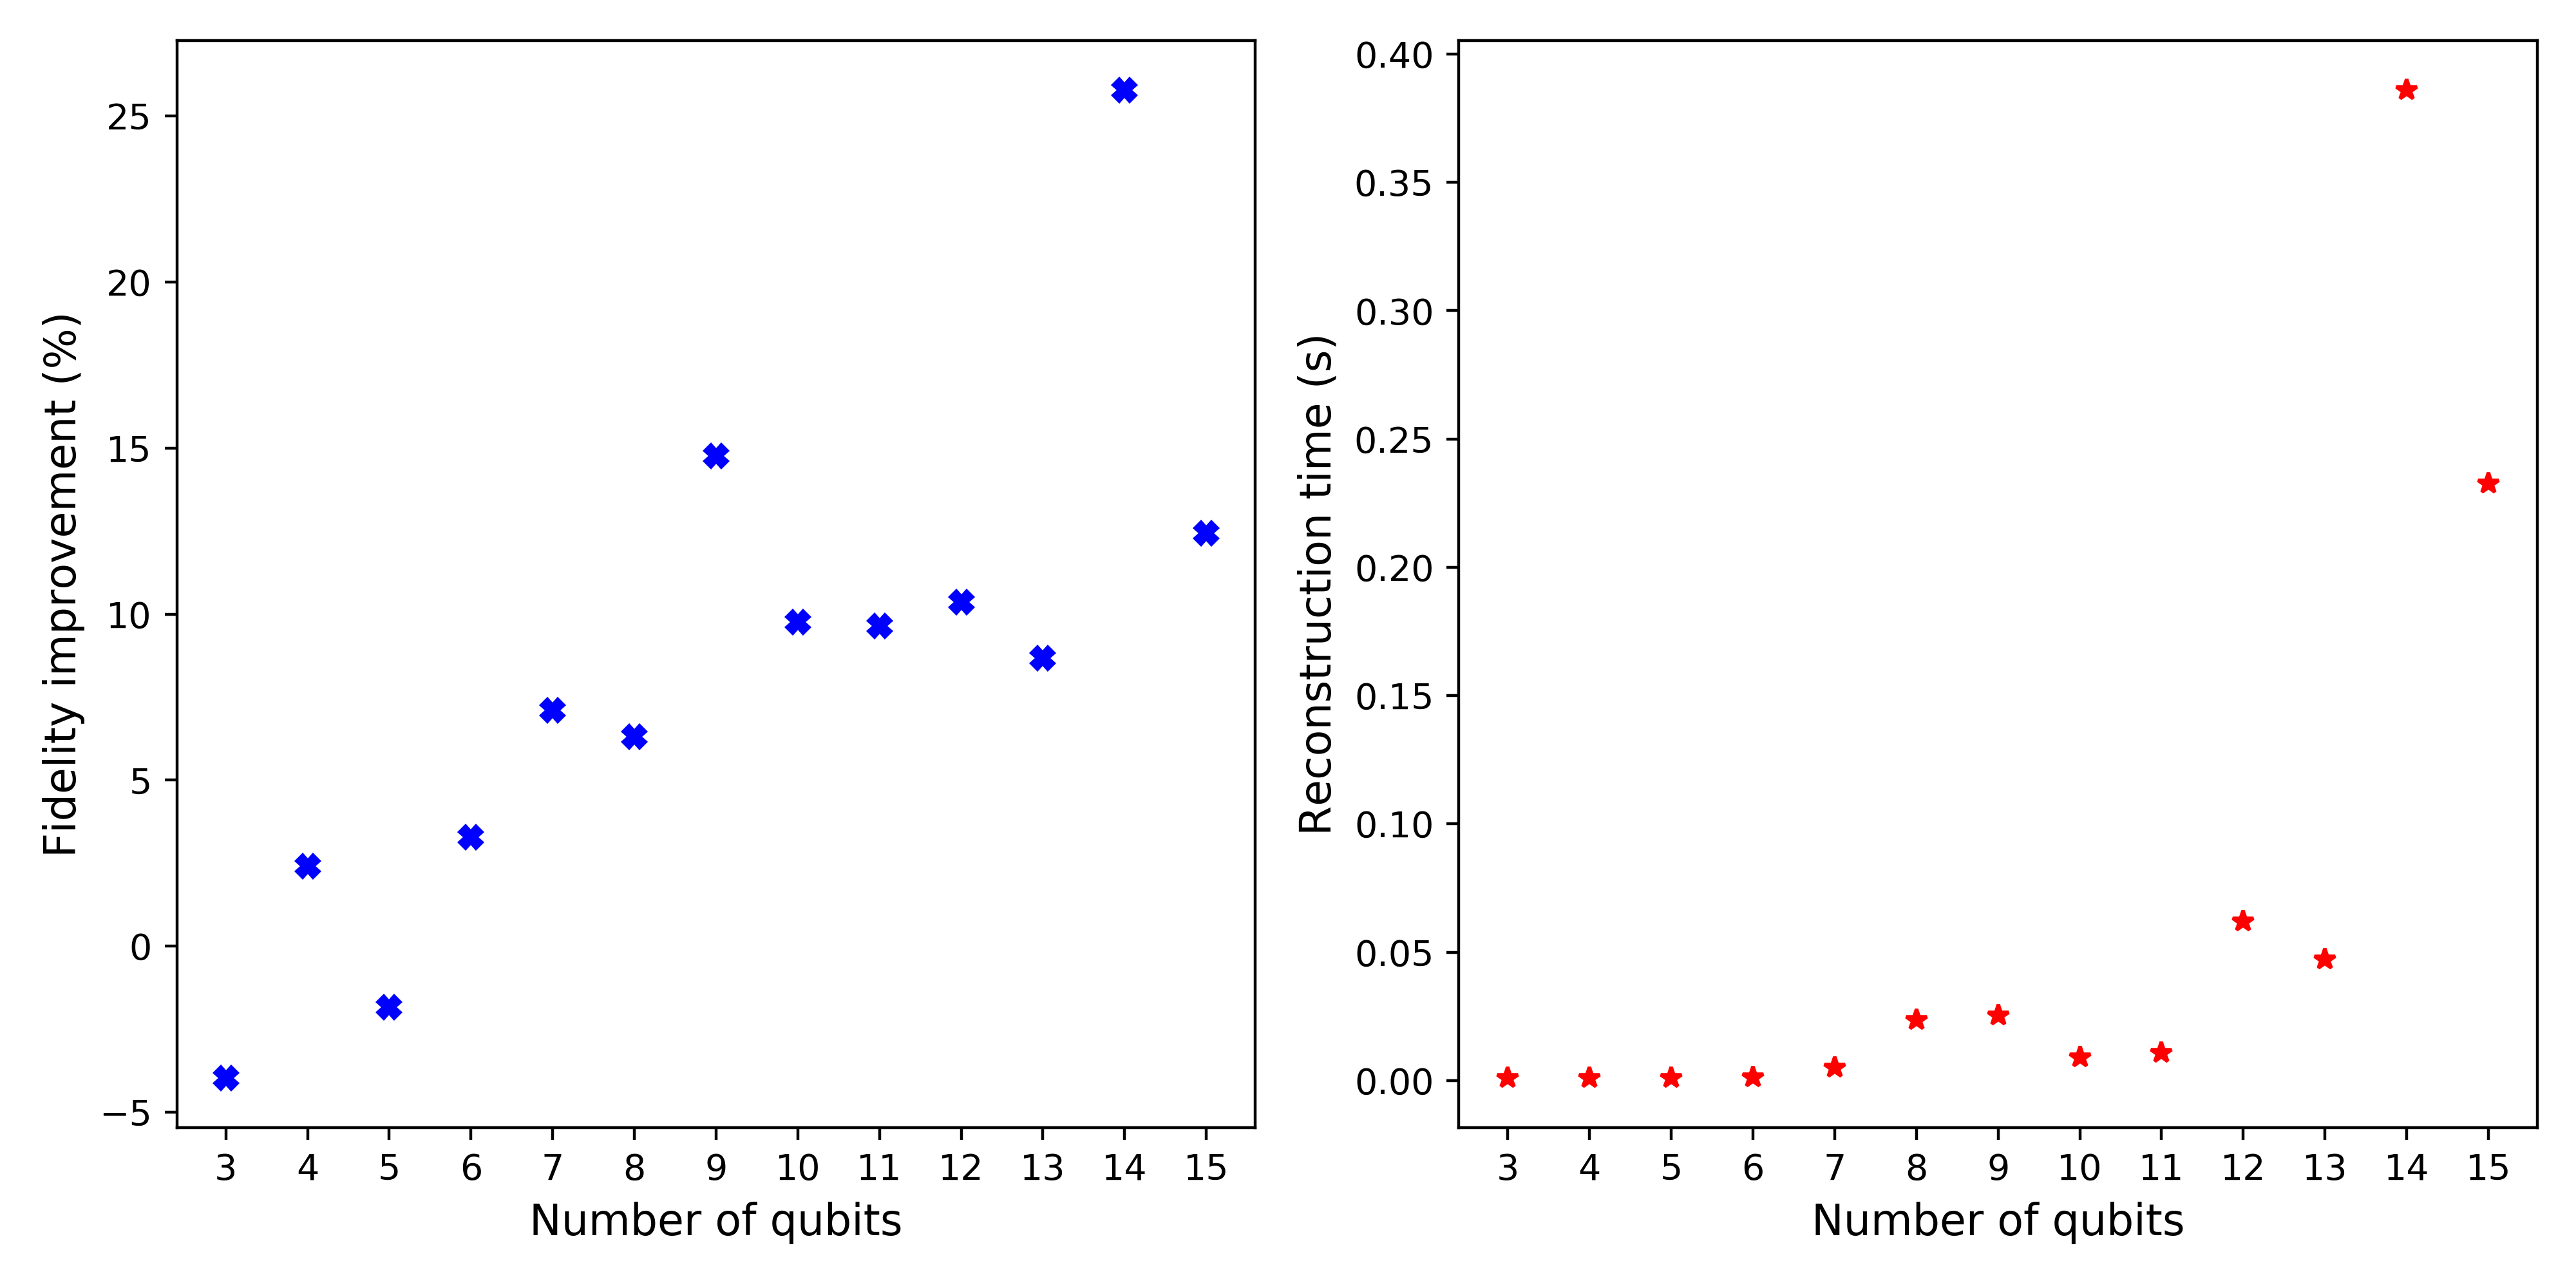 Fidelity improvement (%)
25
20
15
10
5
0
−5
3 4 5 6 7 8 9 10 11 12 13 14 15
Number of qubits
Reconstruction time (s)
0.40
0.35
0.30
0.25
0.20
0.15
0.10
0.05
0.00
3 4 5 6 7 8 9 10 11 12 13 14 15
Number of qubits